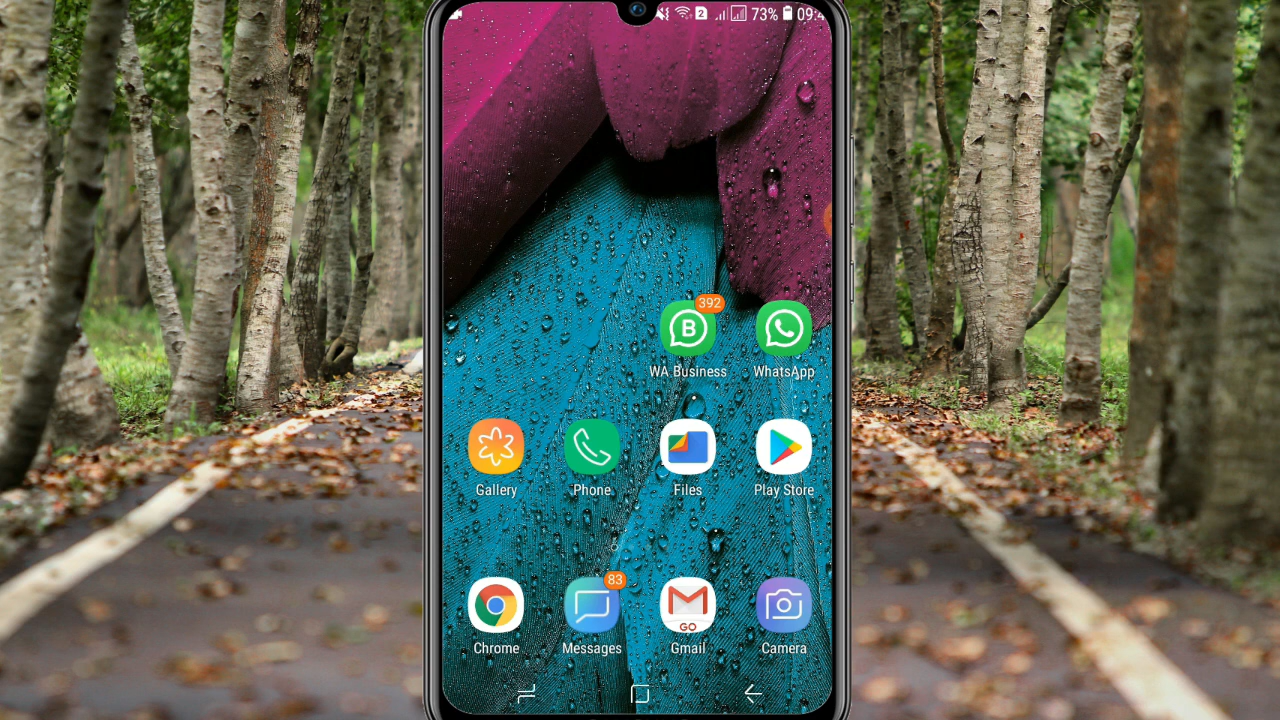 2 73% 09:4
392
B
WA Business WhatsApp
Gallery Phone Files Play Store
83
GO
Chrome Messages Gmail Camera